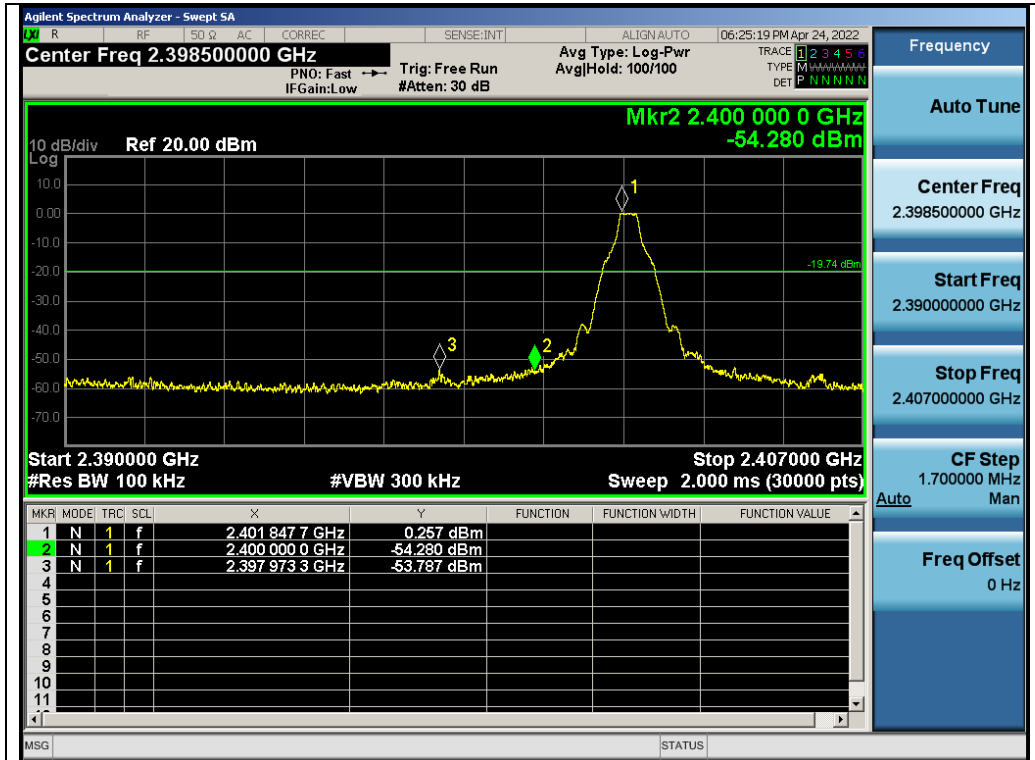 Agilent Spectrum Analyzer - Swept SA
LXI R RF 50 Ω AC CORREC SENSE:INT ALIGN AUTO 06:25:19 PM Apr 24, 2022
Center Freq 2.398500000 GHz
PNO: Fast
IFGain:Low
Trig: Free Run
#Atten: 30 dB
Avg Type: Log-Pwr
Avg|Hold: 100/100
TRACE 1 2 3 4 5 6
TYPE M WWWWW
DET P N N N N N
Mkr2 2.400 000 0 GHz
-54.280 dBm
10 dB/div Ref 20.00 dBm
Log
10.0
0.00
-10.0
-20.0
-30.0
-40.0
-50.0
-60.0
-70.0
1
-19.74 dBm
3
2
Start 2.390000 GHz Stop 2.407000 GHz
#Res BW 100 kHz #VBW 300 kHz Sweep 2.000 ms (30000 pts)
MKR MODE TRC SCL X Y FUNCTION FUNCTION WIDTH FUNCTION VALUE
1 N 1 f 2.401 847 7 GHz 0.257 dBm
2 N 1 f 2.400 000 0 GHz -54.280 dBm
3 N 1 f 2.397 973 3 GHz -53.787 dBm
4
5
6
7
8
9
10
11
MSG STATUS
Frequency
Auto Tune
Center Freq
2.398500000 GHz
Start Freq
2.390000000 GHz
Stop Freq
2.407000000 GHz
CF Step
1.700000 MHz
Auto Man
Freq Offset
0 Hz